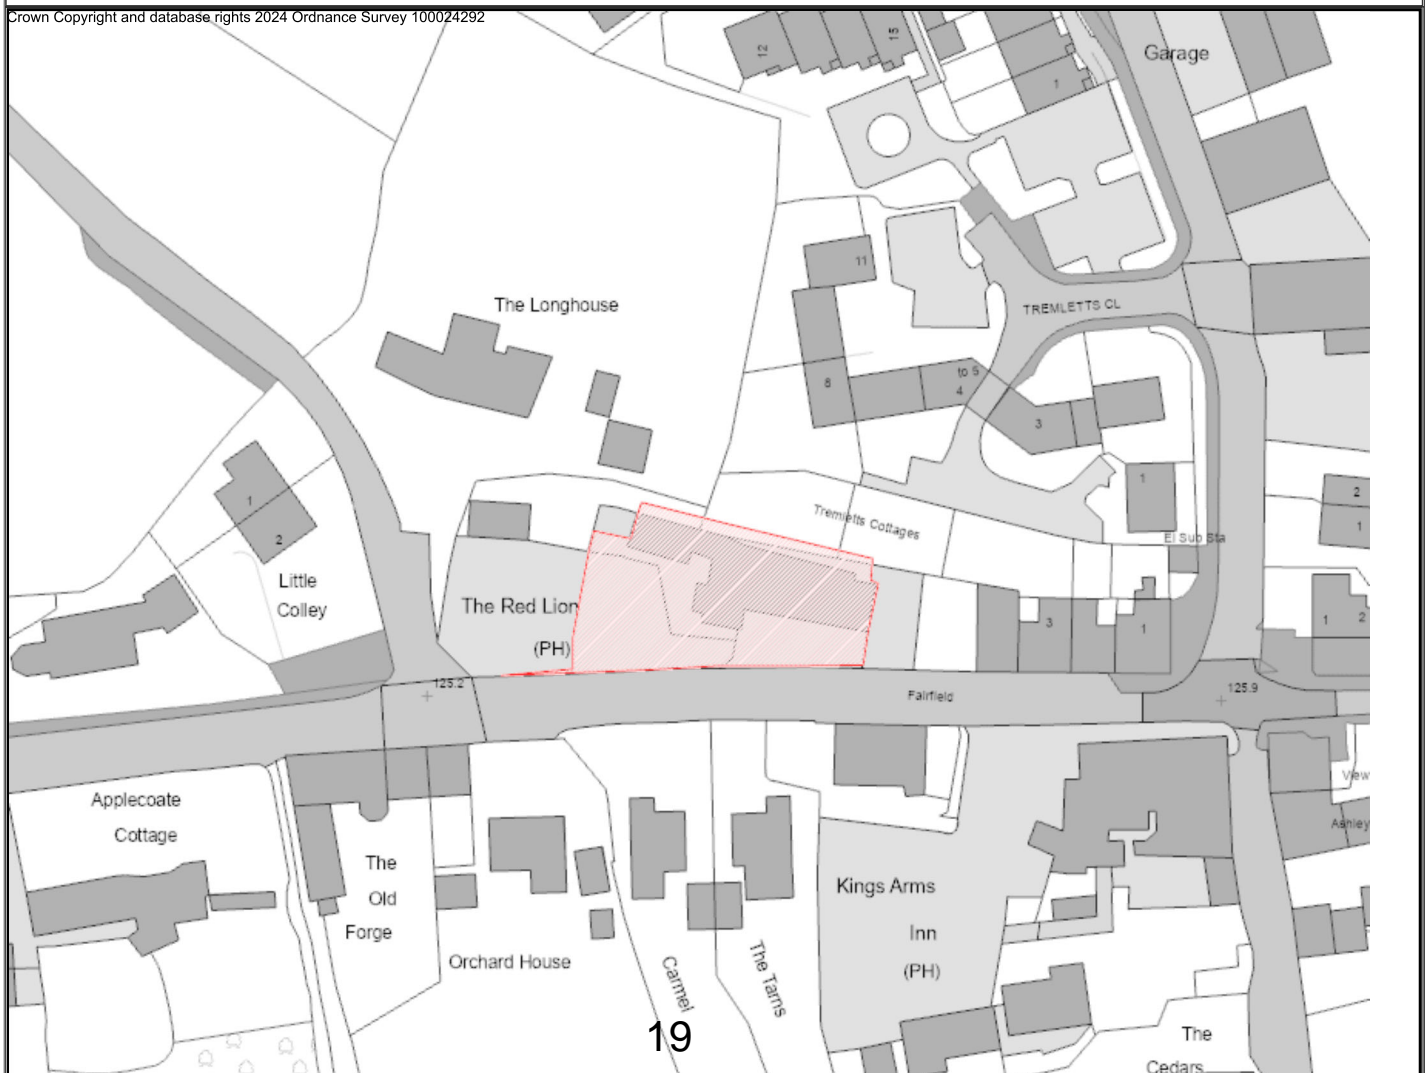 Crown Copyright and database rights 2024 Ordnance Survey 100024292
12
15
1
Garage
11
TREMLETTS CL
The Longhouse
8
to 5
4
3
1
1
2
Tremletts Cottages
El Sub Sta
2
1
Little
Colley
The Red Lion
(PH)
3
1
1
2
125.2
Fairfield
125.9
View
Ashley
Applecoate
Cottage
The
Old
Forge
Orchard House
Carmel
The Tarns
Kings Arms
Inn
(PH)
19
The
Cedars